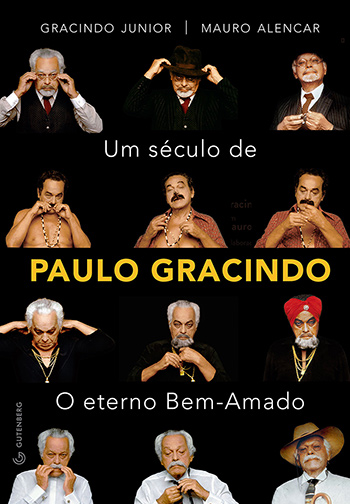 GRACINDO JUNIOR | MAURO ALENCAR
Um século de
PAULO GRACINDO
O eterno Bem-Amado
GUTENBERG